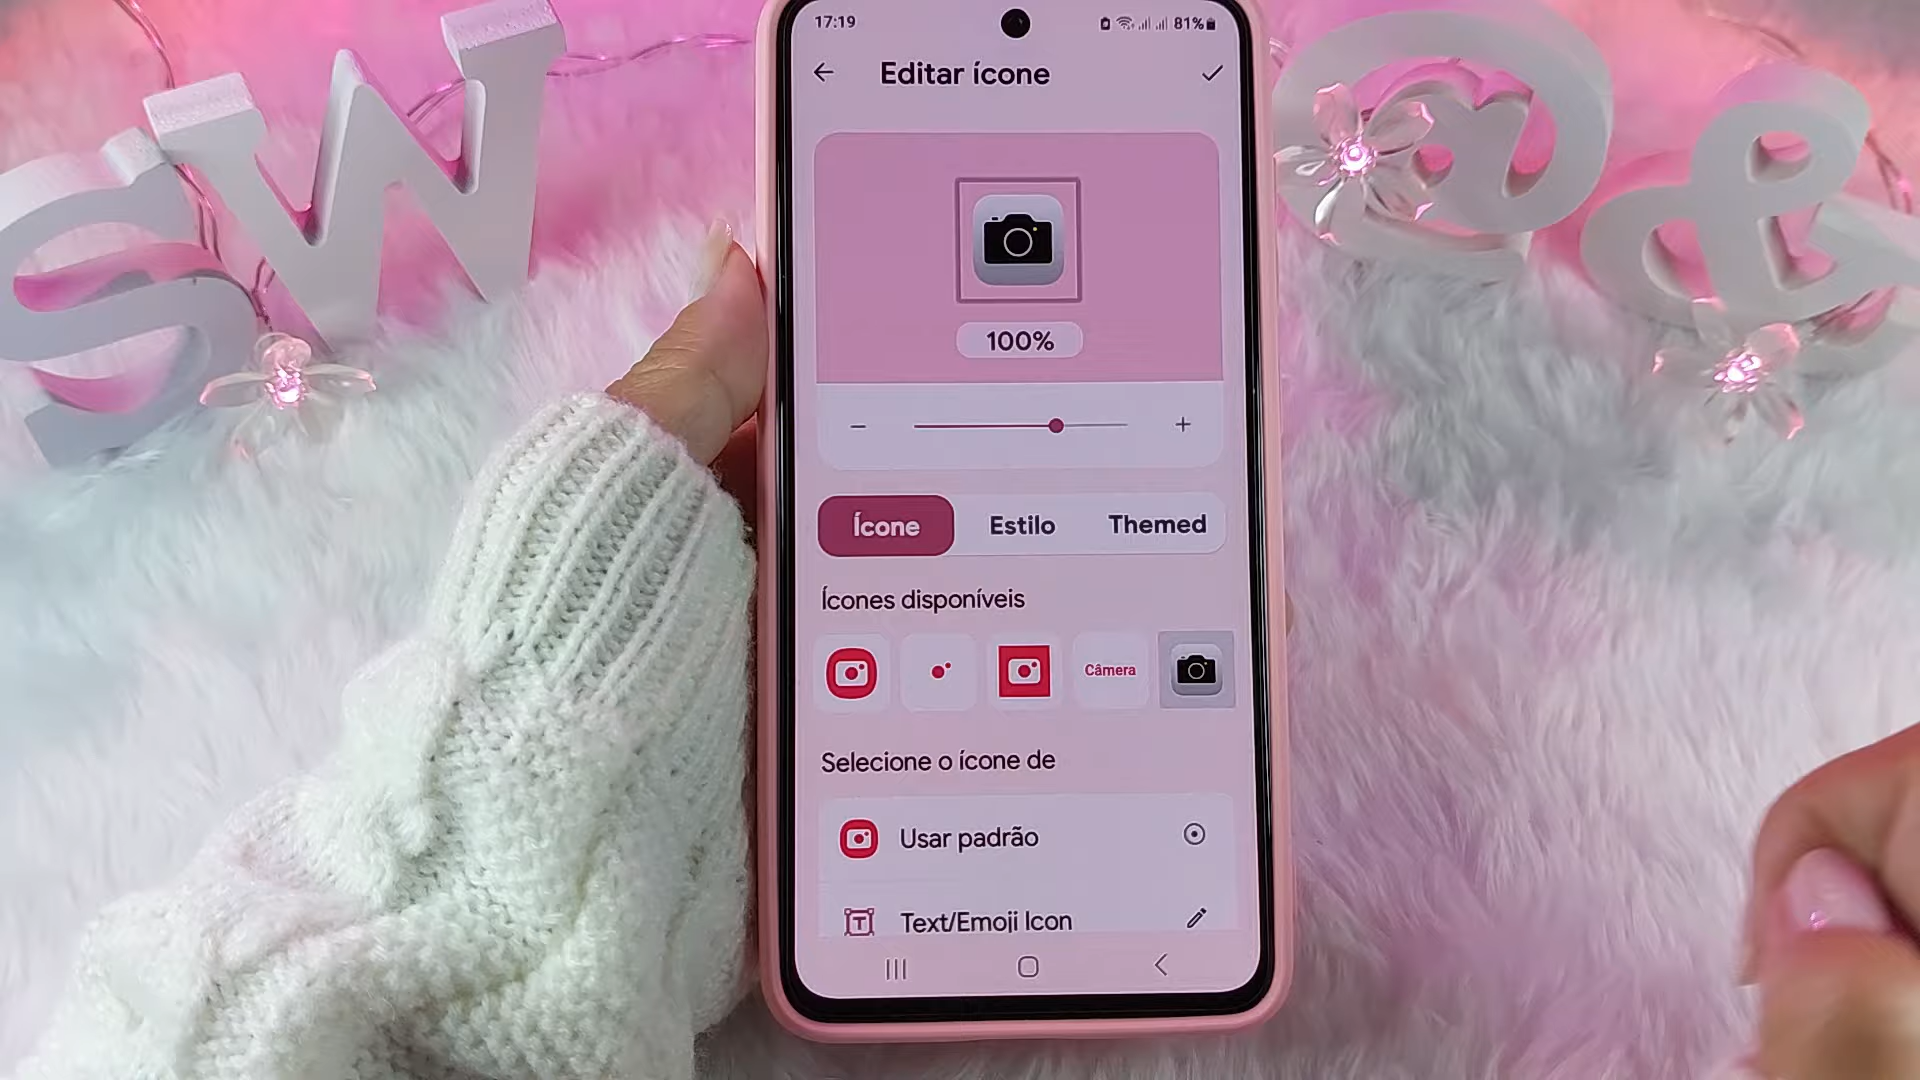 SW
@&
17:19
81%
Editar ícone
100%
Ícone
Estilo
Themed
Ícones disponíveis
Câmera
Selecione o ícone de
Usar padrão
Text/Emoji Icon